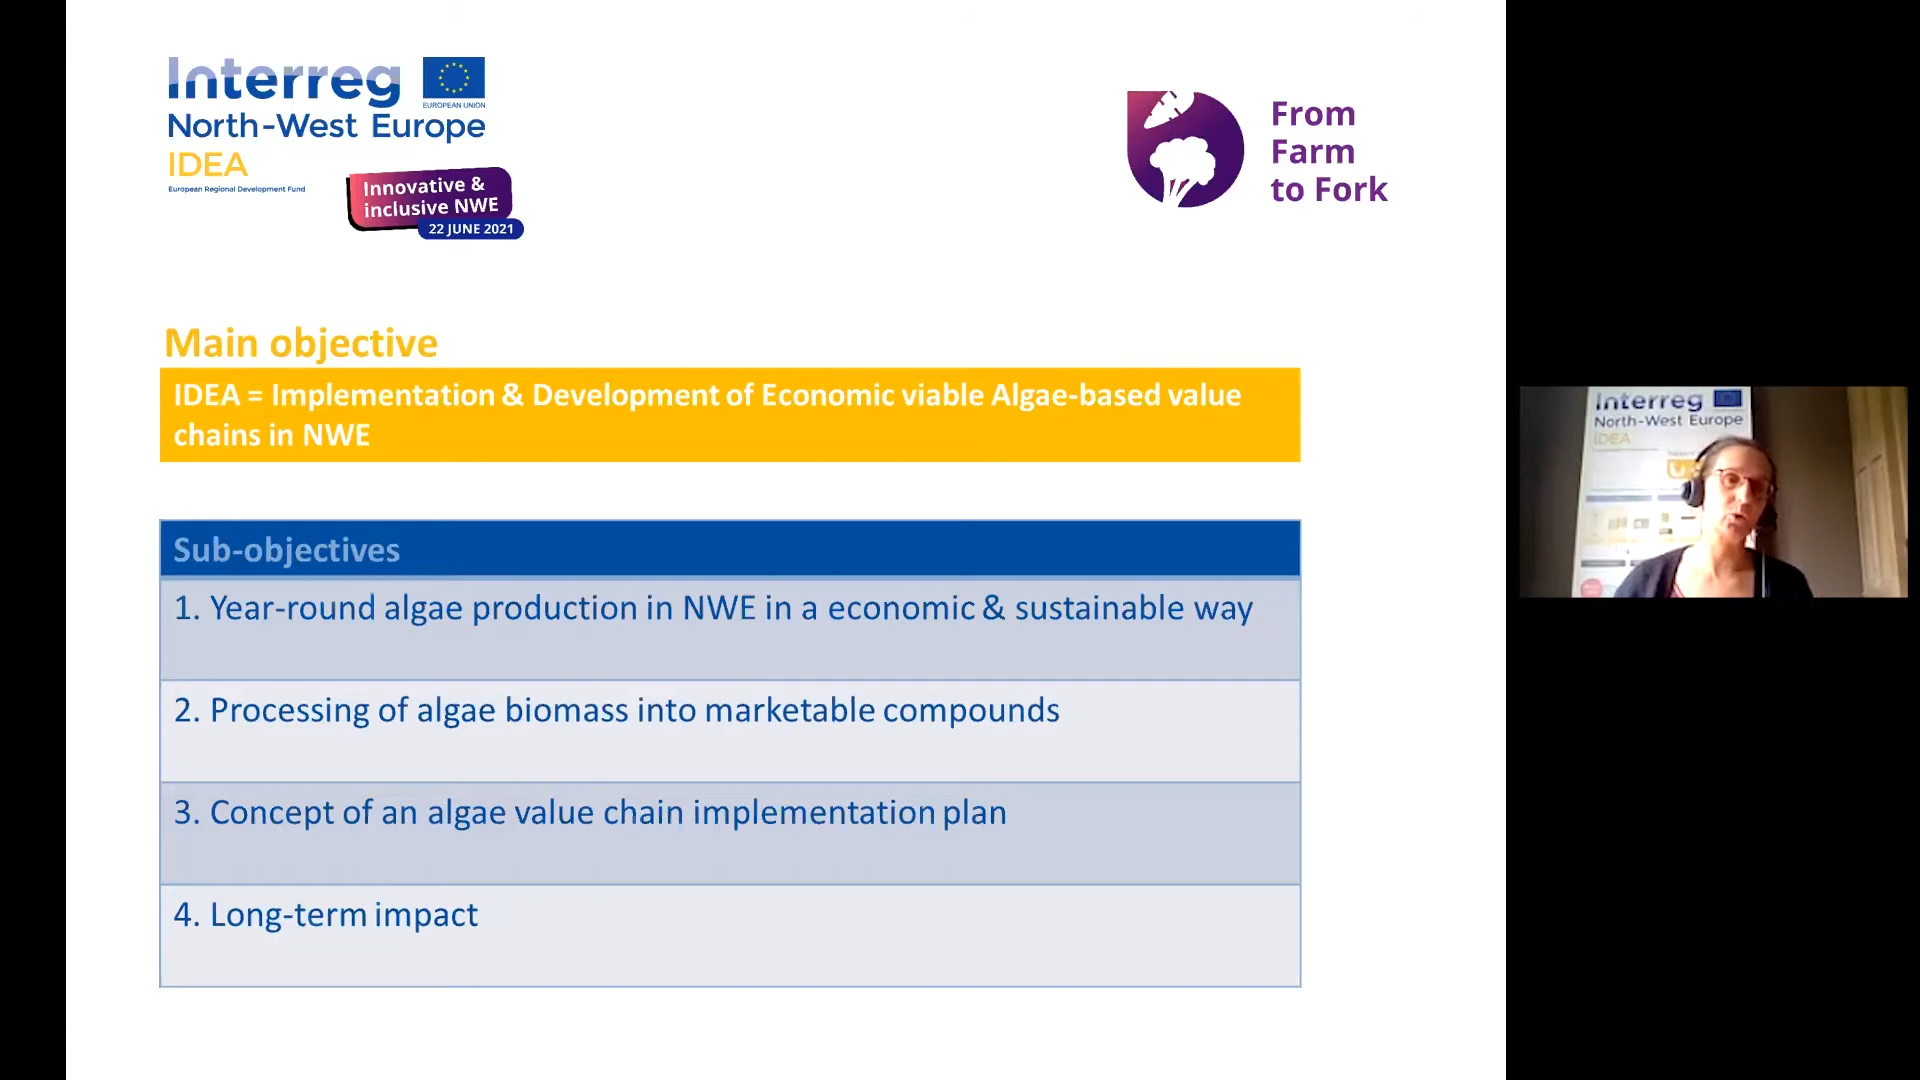 Interreg
EUROPEAN UNION
North-West Europe
IDEA
European Regional Development Fund
Innovative &
inclusive NWE
22 JUNE 2021
From
Farm
to Fork
Main objective
IDEA = Implementation & Development of Economic viable Algae-based value
chains in NWE
Sub-objectives
1. Year-round algae production in NWE in a economic & sustainable way
2. Processing of algae biomass into marketable compounds
3. Concept of an algae value chain implementation plan
4. Long-term impact
Interreg
North-West Europe
IDEA